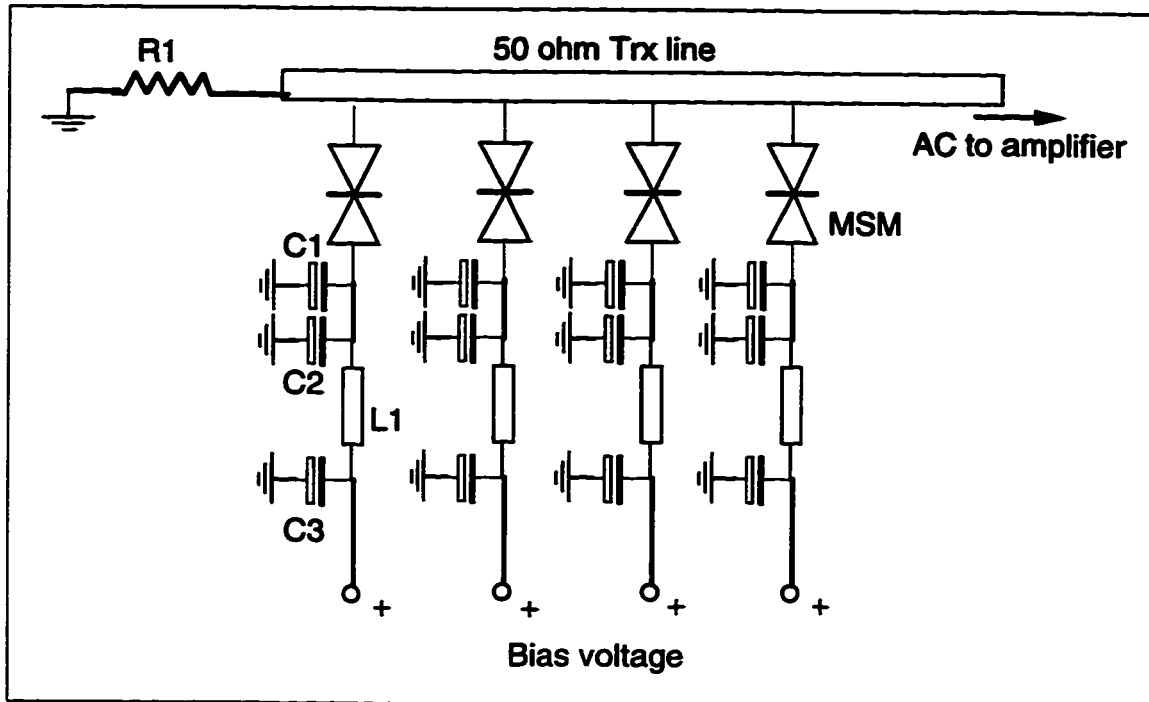 R1
50 ohm Trx line
AC to amplifier
MSM
C1
C2
L1
C3
+ + + +
Bias voltage